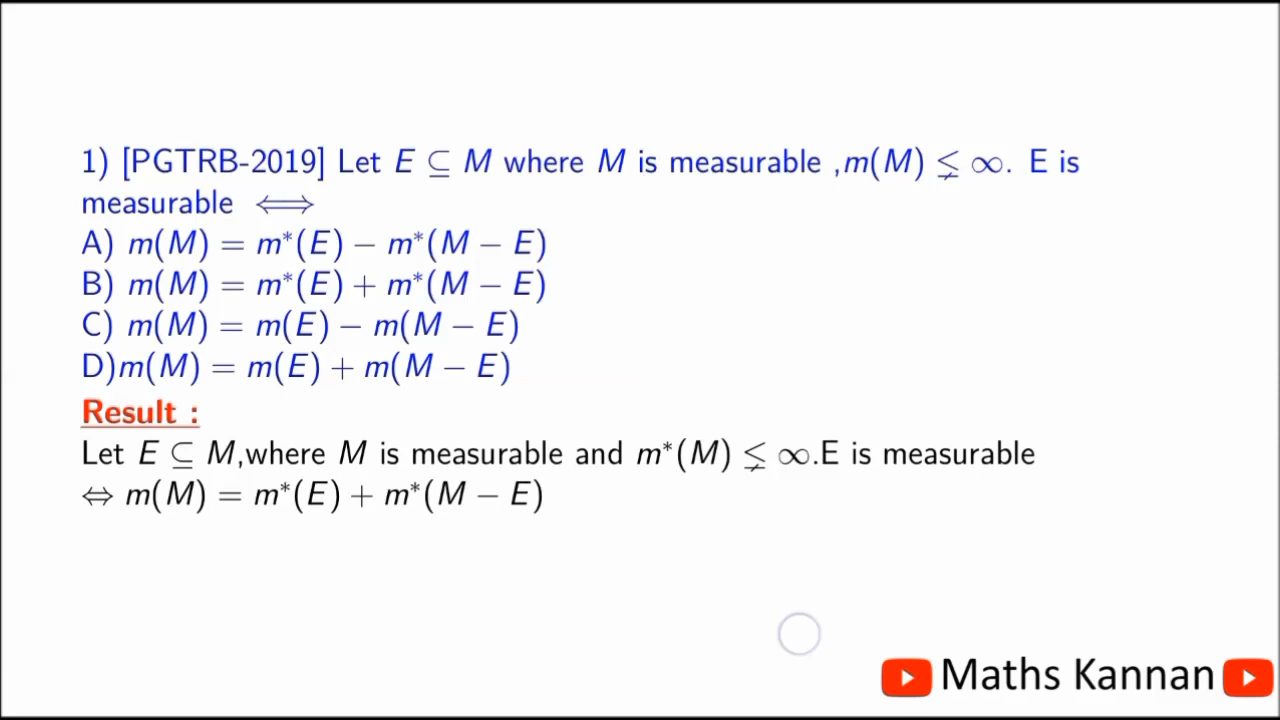 1) [PGTRB-2019] Let E ⊆ M where M is measurable ,m(M) ≨ ∞. E is
measurable ⟺
A) m(M) = m*(E) − m*(M − E)
B) m(M) = m*(E) + m*(M − E)
C) m(M) = m(E) − m(M − E)
D)m(M) = m(E) + m(M − E)
Result :
Let E ⊆ M,where M is measurable and m*(M) ≨ ∞.E is measurable
⇔ m(M) = m*(E) + m*(M − E)
Maths Kannan